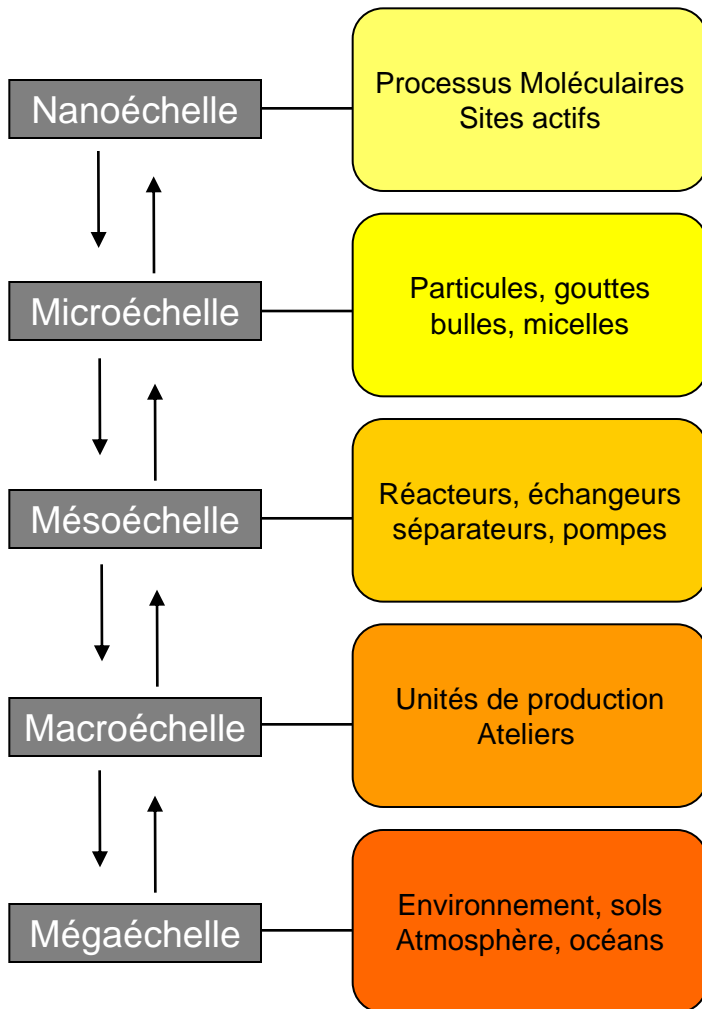 Nanoéchelle
Processus Moléculaires
Sites actifs
Microéchelle
Particules, gouttes
bulles, micelles
Mésoéchelle
Réacteurs, échangeurs
séparateurs, pompes
Macroéchelle
Unités de production
Ateliers
Mégaéchelle
Environnement, sols
Atmosphère, océans